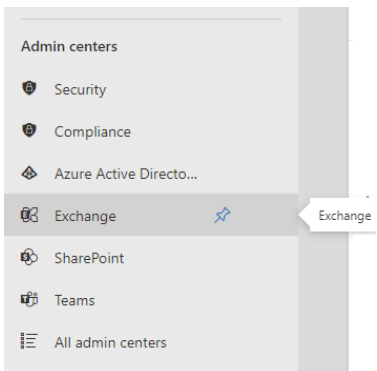 Admin centers
Security
Compliance
Azure Active Directo...
Exchange
Exchange
SharePoint
Teams
All admin centers